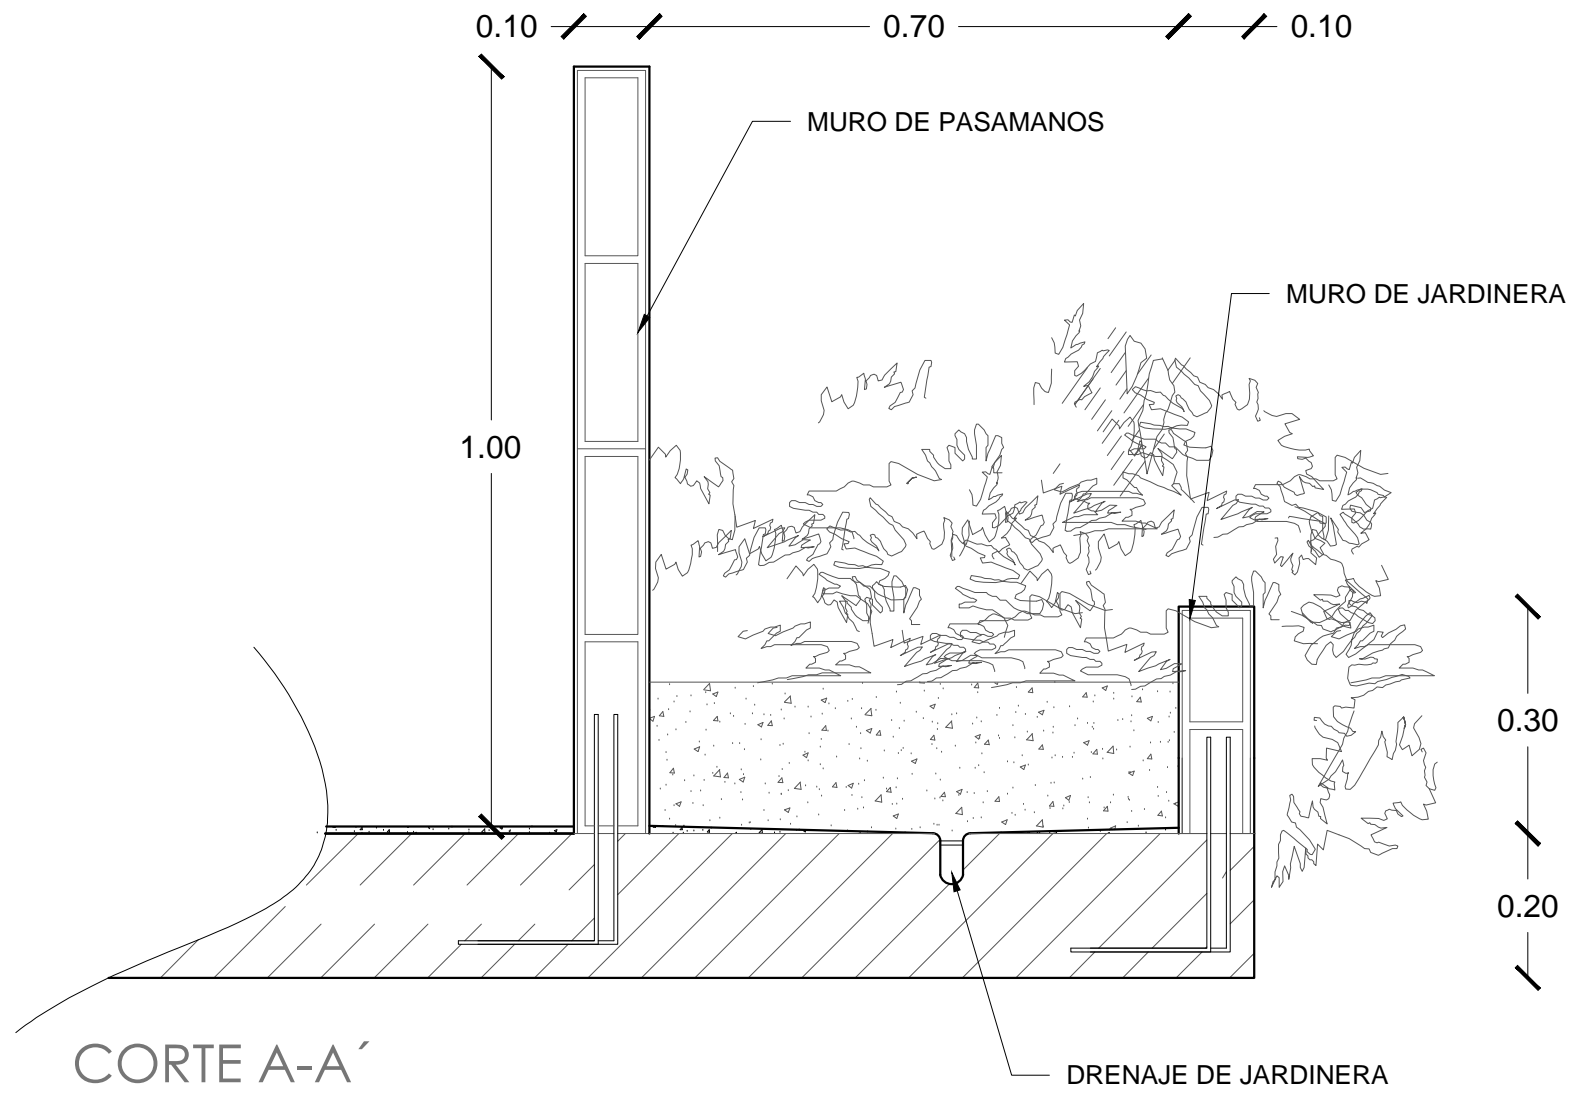 0.10 0.70 0.10
MURO DE PASAMANOS
MURO DE JARDINERA
1.00
0.30
0.20
CORTE A-A´
DRENAJE DE JARDINERA